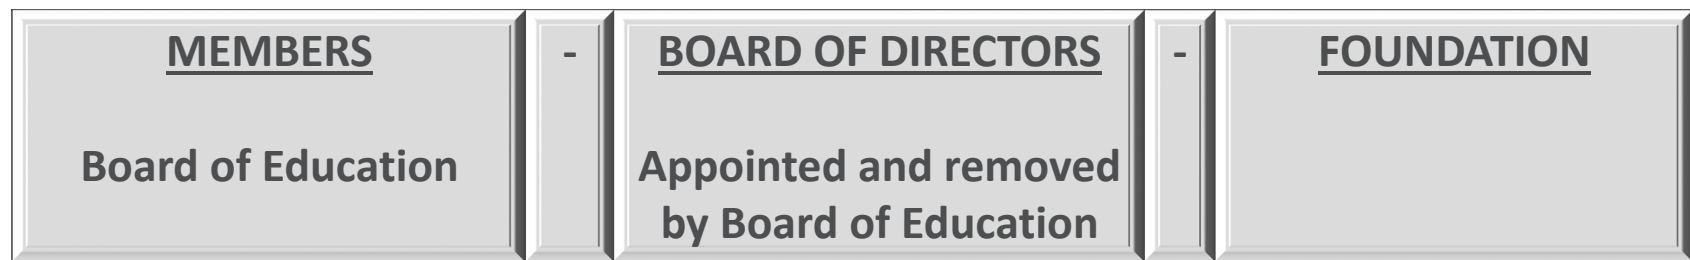 MEMBERS
Board of Education
-
BOARD OF DIRECTORS
Appointed and removed
by Board of Education
-
FOUNDATION